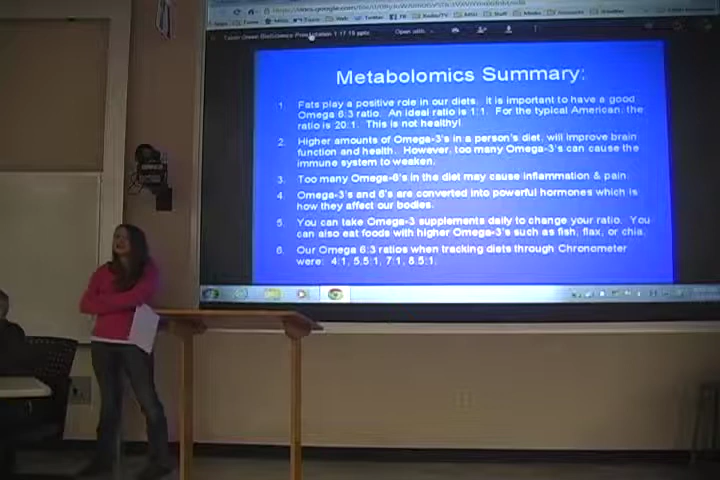 Open with
Metabolomics Summary:
1. Fats play a positive role in our diets. It is important to have a good
Omega 6:3 ratio. An ideal ratio is 1:1. For the typical American, the
ratio is 20:1. This is not healthy!
2. Higher amounts of Omega-3's in a person's diet, will improve brain
function and health. However, too many Omega-3's can cause the
immune system to weaken.
3. Too many Omega-6's in the diet may cause inflammation & pain.
4. Omega-3's and 6's are converted into powerful hormones which is
how they affect our bodies.
5. You can take Omega-3 supplements daily to change your ratio. You
can also eat foods with higher Omega-3's such as fish, flax, or chia.
6. Our Omega 6:3 ratios when tracking diets through Chronometer
were: 4:1, 5.5:1, 7:1, 8.5:1.